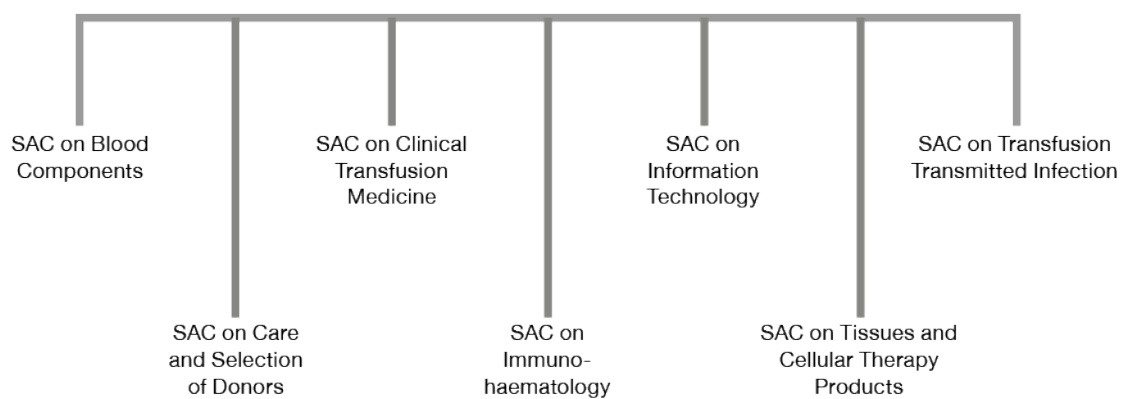 SAC on Blood
Components
SAC on Clinical
Transfusion
Medicine
SAC on
Information
Technology
SAC on Transfusion
Transmitted Infection
SAC on Care
and Selection
of Donors
SAC on
Immuno-
haematology
SAC on Tissues and
Cellular Therapy
Products